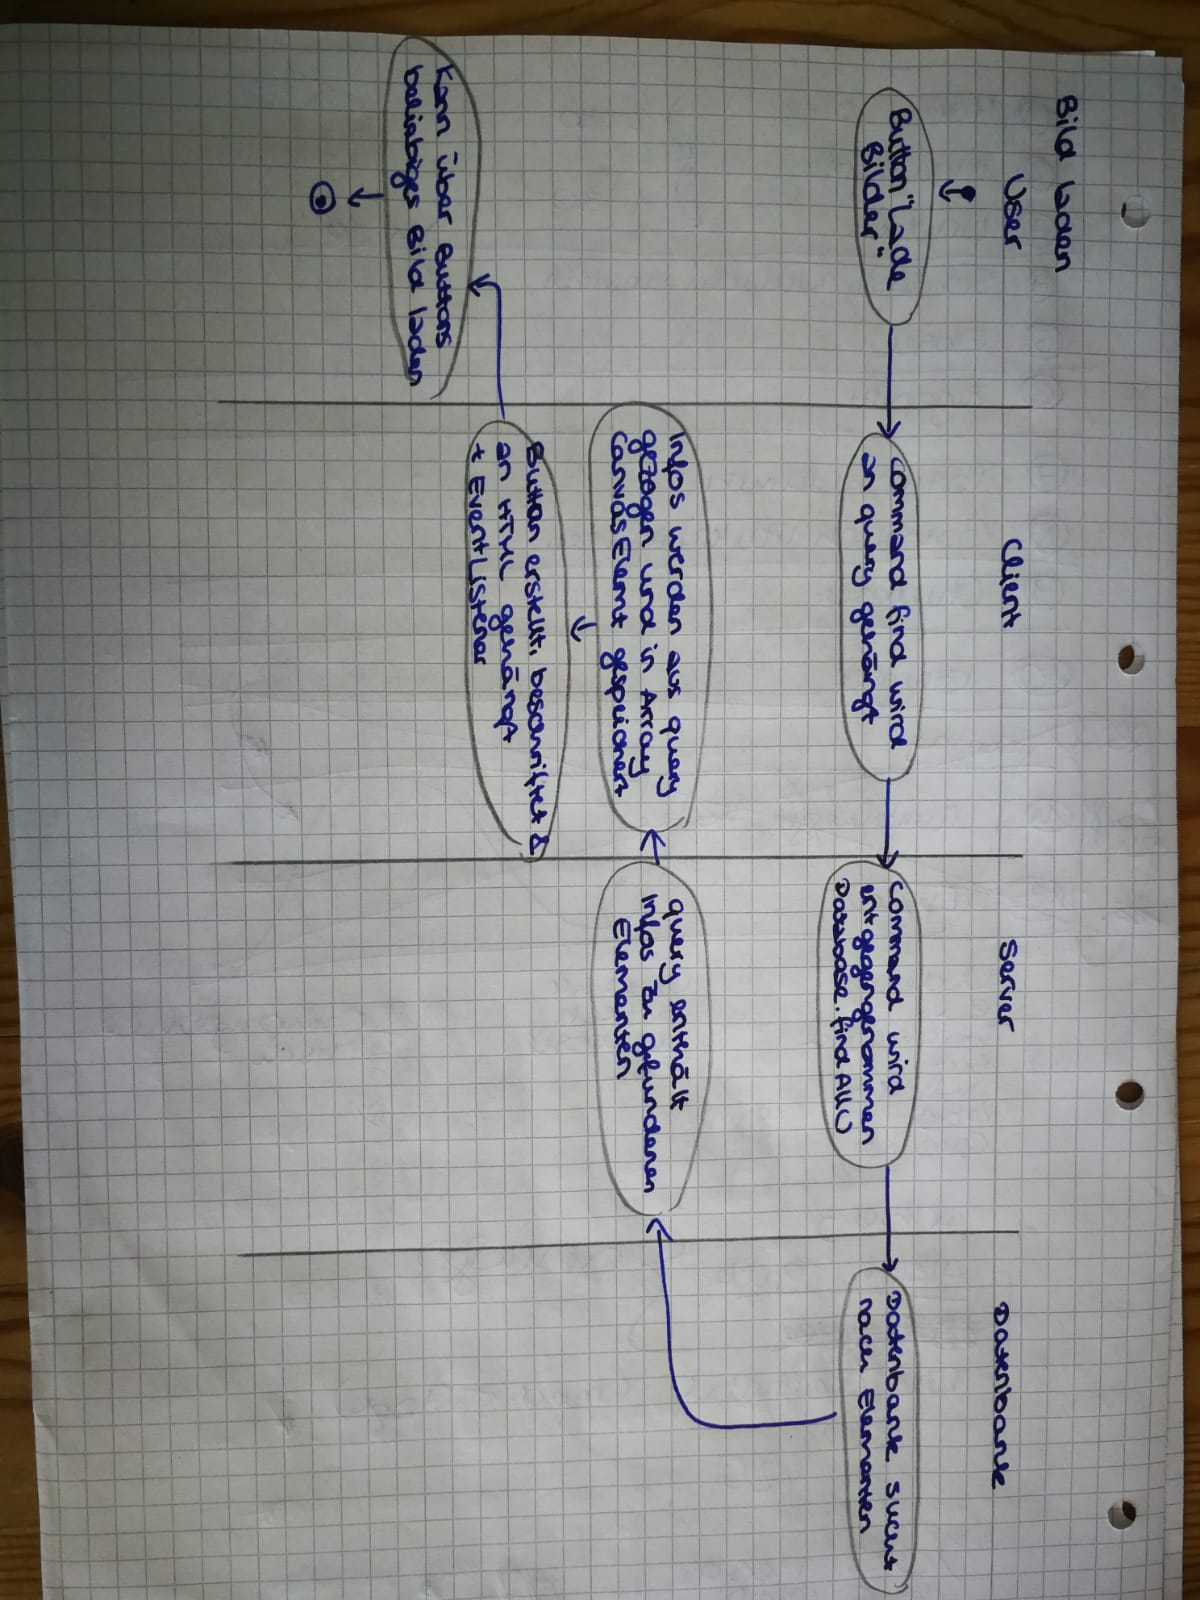 Bild laden
User
Client
Server
Datenbank
Button "Lade
Bilder"
Command find wird
an query gehängt
Command wird
entgegengenommen
Database.findAll()
Datenbank sucht
nach Elementen
query enthält
Infos zu gefundenen
Elementen
Infos werden aus query
gezogen und in Array
CanvasElemt gespeichert
Button erstellt, beschriftet &
an HTML gehängt
+ EventListener
Kann über Buttons
beliebiges Bild laden